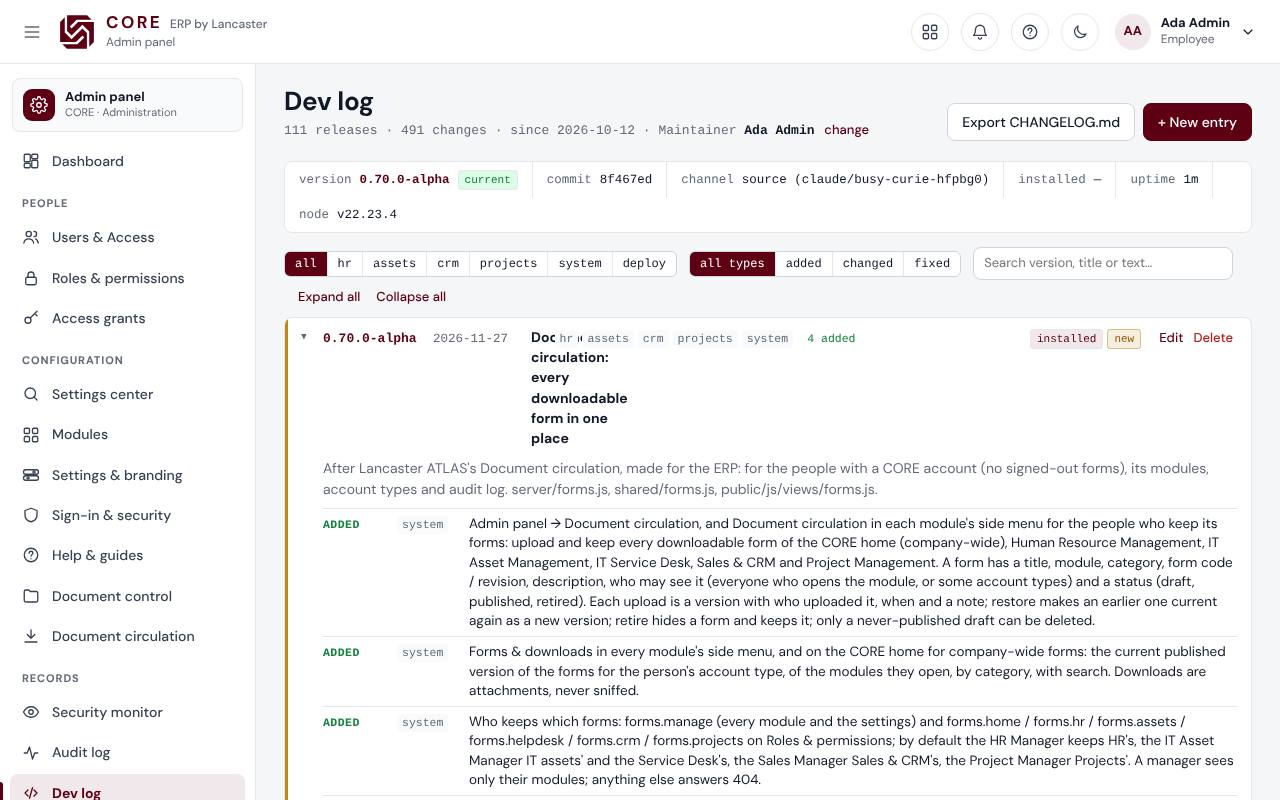 CORE ERP by Lancaster
Admin panel
AA
Ada Admin
Employee
Admin panel
CORE · Administration
Dashboard
PEOPLE
Users & Access
Roles & permissions
Access grants
CONFIGURATION
Settings center
Modules
Settings & branding
Sign-in & security
Help & guides
Document control
Document circulation
RECORDS
Security monitor
Audit log
Dev log
Dev log
111 releases · 491 changes · since 2026-10-12 · Maintainer Ada Admin change
Export CHANGELOG.md
+ New entry
version 0.70.0-alpha current
commit 8f467ed
channel source (claude/busy-curie-hfpbg0)
installed —
uptime 1m
node v22.23.4
all hr assets crm projects system deploy
all types added changed fixed
Search version, title or text…
Expand all Collapse all
▾ 0.70.0-alpha 2026-11-27
Doc
circulation:
every
downloadable
form in one
place
hr assets crm projects system 4 added
installed new Edit Delete
After Lancaster ATLAS's Document circulation, made for the ERP: for the people with a CORE account (no signed-out forms), its modules,
account types and audit log. server/forms.js, shared/forms.js, public/js/views/forms.js.
ADDED system Admin panel → Document circulation, and Document circulation in each module's side menu for the people who keep its
forms: upload and keep every downloadable form of the CORE home (company-wide), Human Resource Management, IT
Asset Management, IT Service Desk, Sales & CRM and Project Management. A form has a title, module, category, form code
/ revision, description, who may see it (everyone who opens the module, or some account types) and a status (draft,
published, retired). Each upload is a version with who uploaded it, when and a note; restore makes an earlier one current
again as a new version; retire hides a form and keeps it; only a never-published draft can be deleted.
ADDED system Forms & downloads in every module's side menu, and on the CORE home for company-wide forms: the current published
version of the forms for the person's account type, of the modules they open, by category, with search. Downloads are
attachments, never sniffed.
ADDED system Who keeps which forms: forms.manage (every module and the settings) and forms.home / forms.hr / forms.assets /
forms.helpdesk / forms.crm / forms.projects on Roles & permissions; by default the HR Manager keeps HR's, the IT Asset
Manager IT assets' and the Service Desk's, the Sales Manager Sales & CRM's, the Project Manager Projects'. A manager sees
only their modules; anything else answers 404.